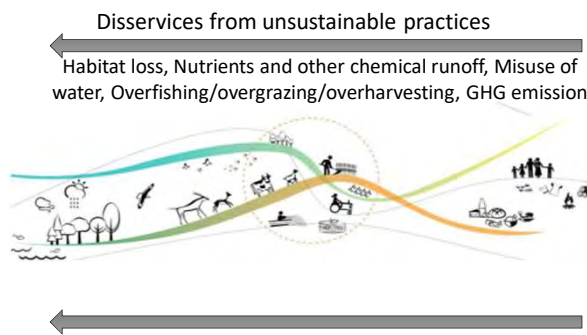 Disservices from unsustainable practices
Habitat loss, Nutrients and other chemical runoff, Misuse of
water, Overfishing/overgrazing/overharvesting, GHG emission